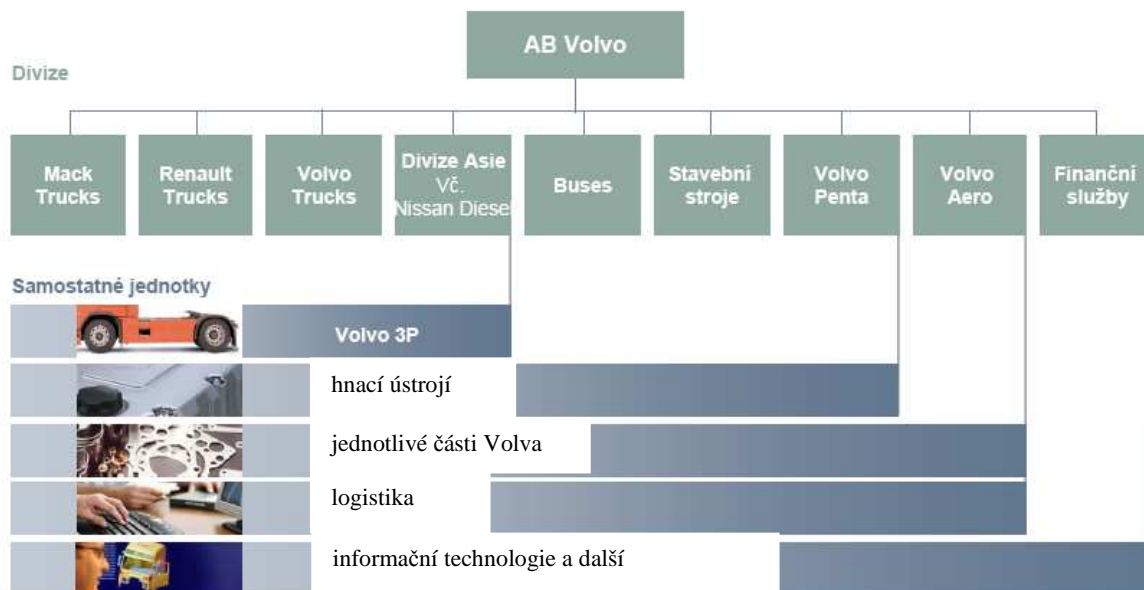 AB Volvo
Divize
Mack
Trucks
Renault
Trucks
Volvo
Trucks
Divize Asie
Vč.
Nissan Diesel
Buses
Stavební
stroje
Volvo
Penta
Volvo
Aero
Finanční
služby
Samostatné jednotky
Volvo 3P
hnací ústrojí
jednotlivé části Volva
logistika
informační technologie a další